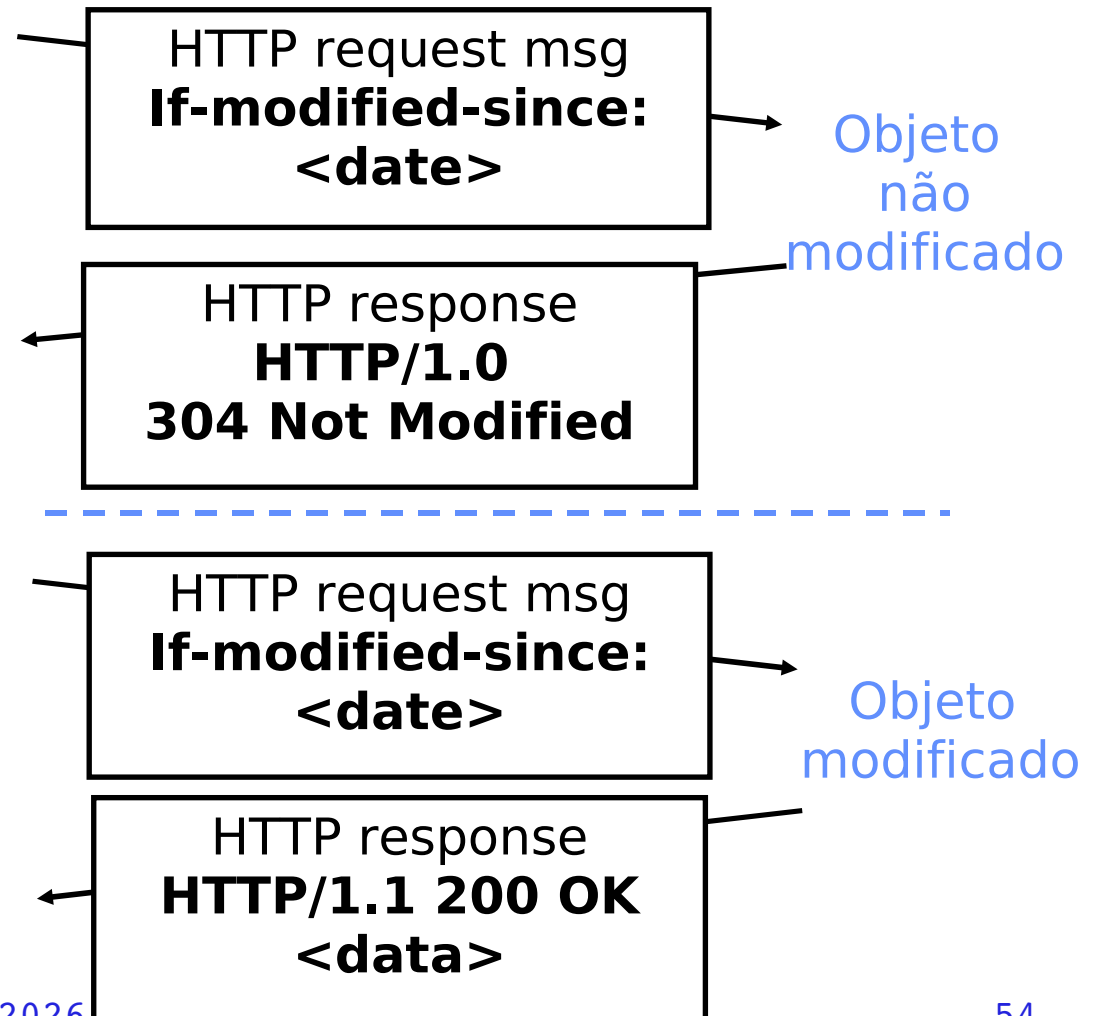 HTTP request msg
If-modified-since:
<date>
Objeto
não
modificado
HTTP response
HTTP/1.0
304 Not Modified
HTTP request msg
If-modified-since:
<date>
Objeto
modificado
HTTP response
HTTP/1.1 200 OK
<data>
2026
54